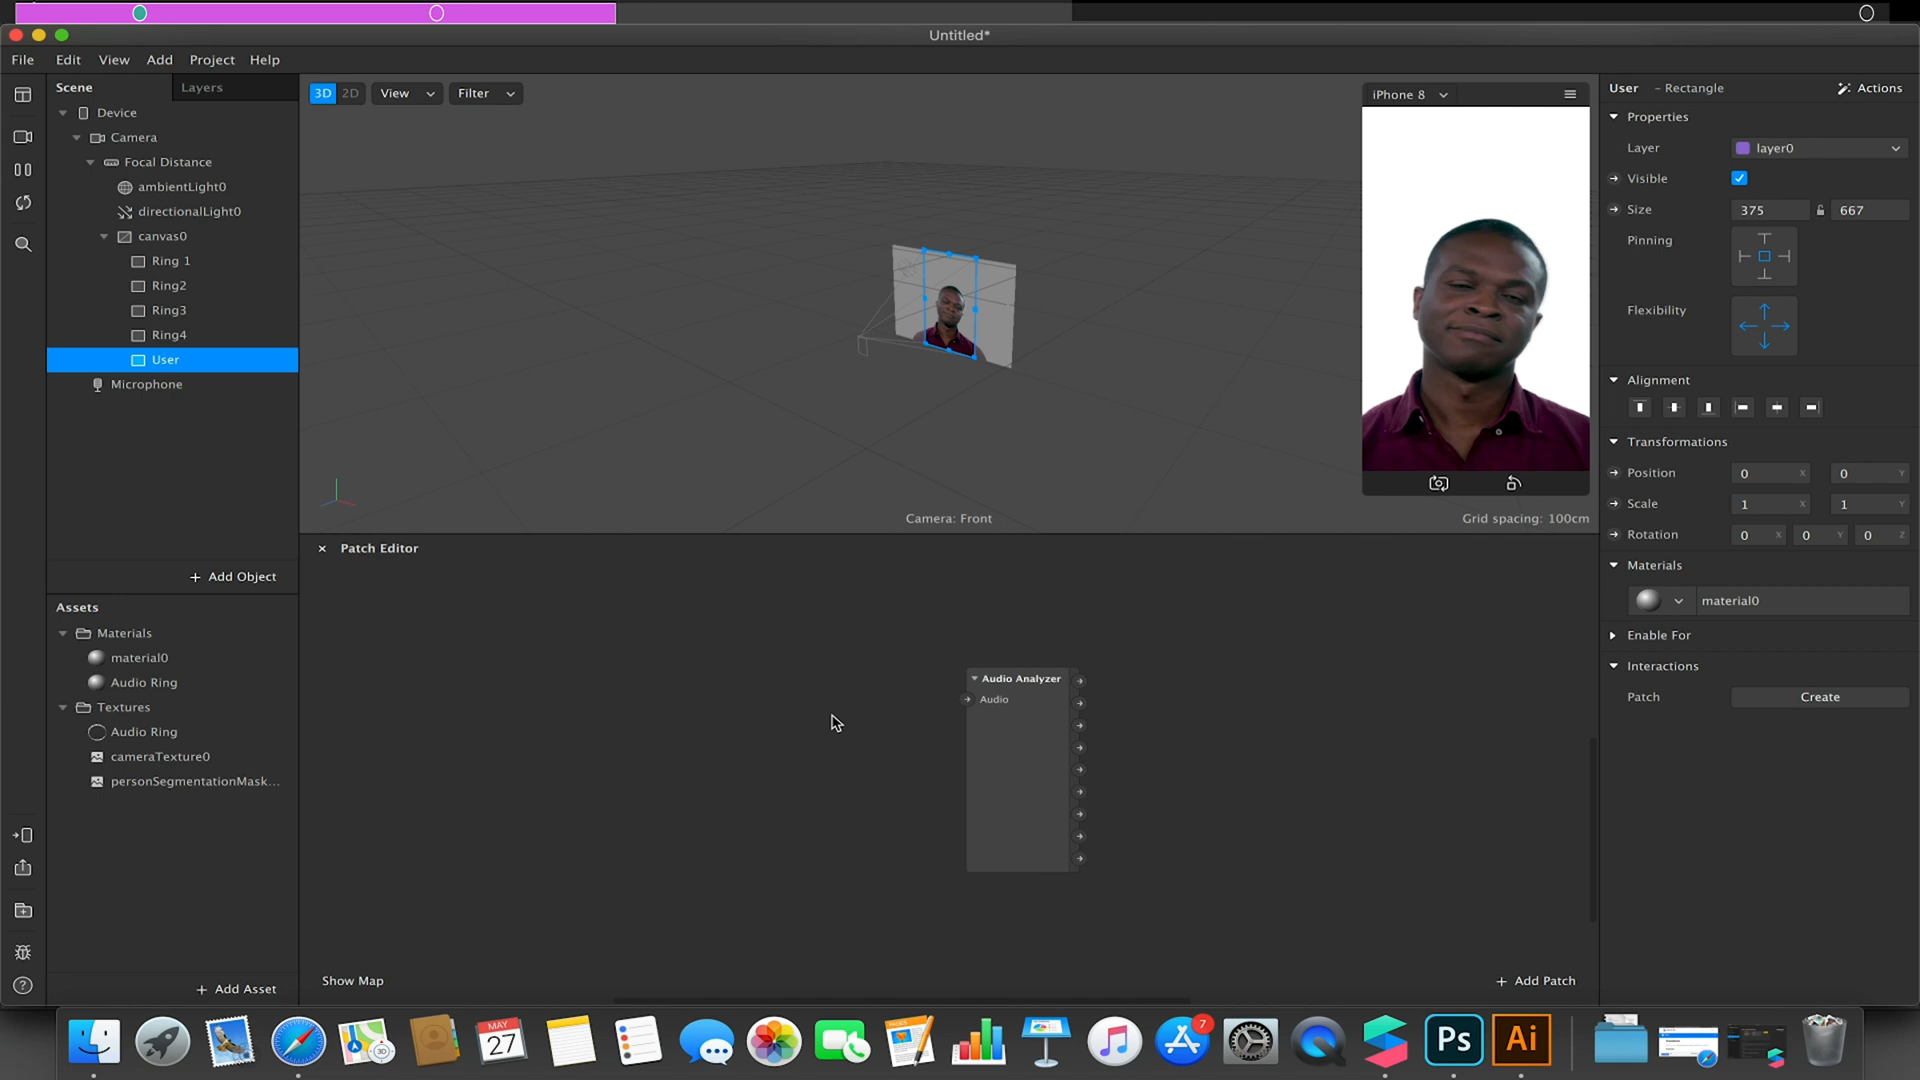 Untitled*
File Edit View Add Project Help
Scene Layers
Device
Camera
Focal Distance
ambientLight0
directionalLight0
canvas0
Ring 1
Ring2
Ring3
Ring4
User
Microphone
+ Add Object
Assets
Materials
material0
Audio Ring
Textures
Audio Ring
cameraTexture0
personSegmentationMask...
+ Add Asset
3D 2D View Filter
iPhone 8
Camera: Front
Grid spacing: 100cm
× Patch Editor
Audio Analyzer
Audio
Show Map
+ Add Patch
User - Rectangle Actions
Properties
Layer layer0
Visible
Size 375 667
Pinning
Flexibility
Alignment
Transformations
Position 0 X 0 Y
Scale 1 X 1 Y
Rotation 0 X 0 Y 0 Z
Materials
material0
Enable For
Interactions
Patch Create
MAY
27
3D
PAGES
7
Ps
Ai